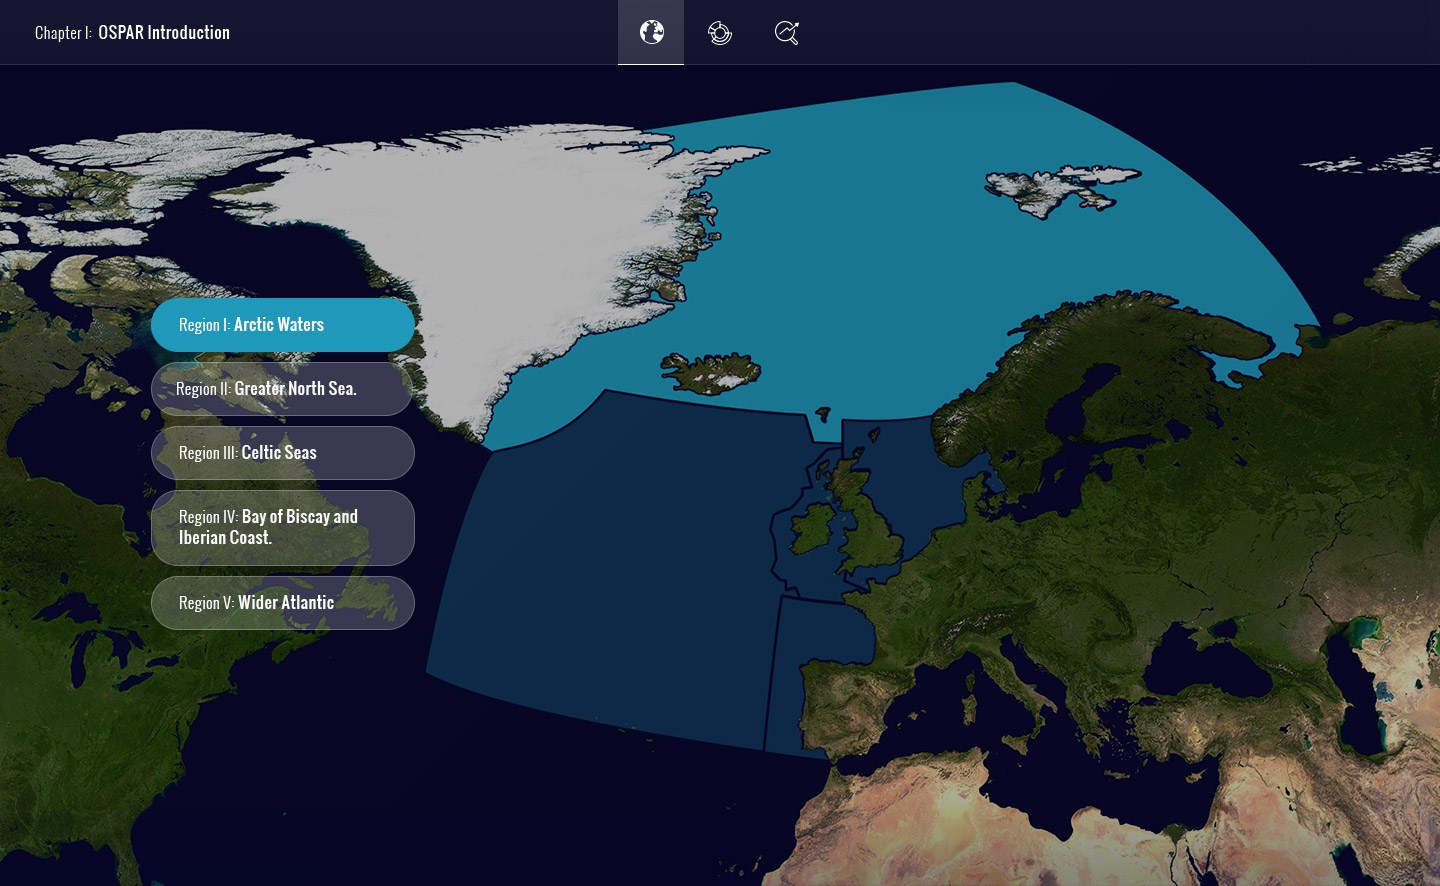 Chapter I: OSPAR Introduction
Region I: Arctic Waters
Region II: Greater North Sea.
Region III: Celtic Seas
Region IV: Bay of Biscay and
Iberian Coast.
Region V: Wider Atlantic